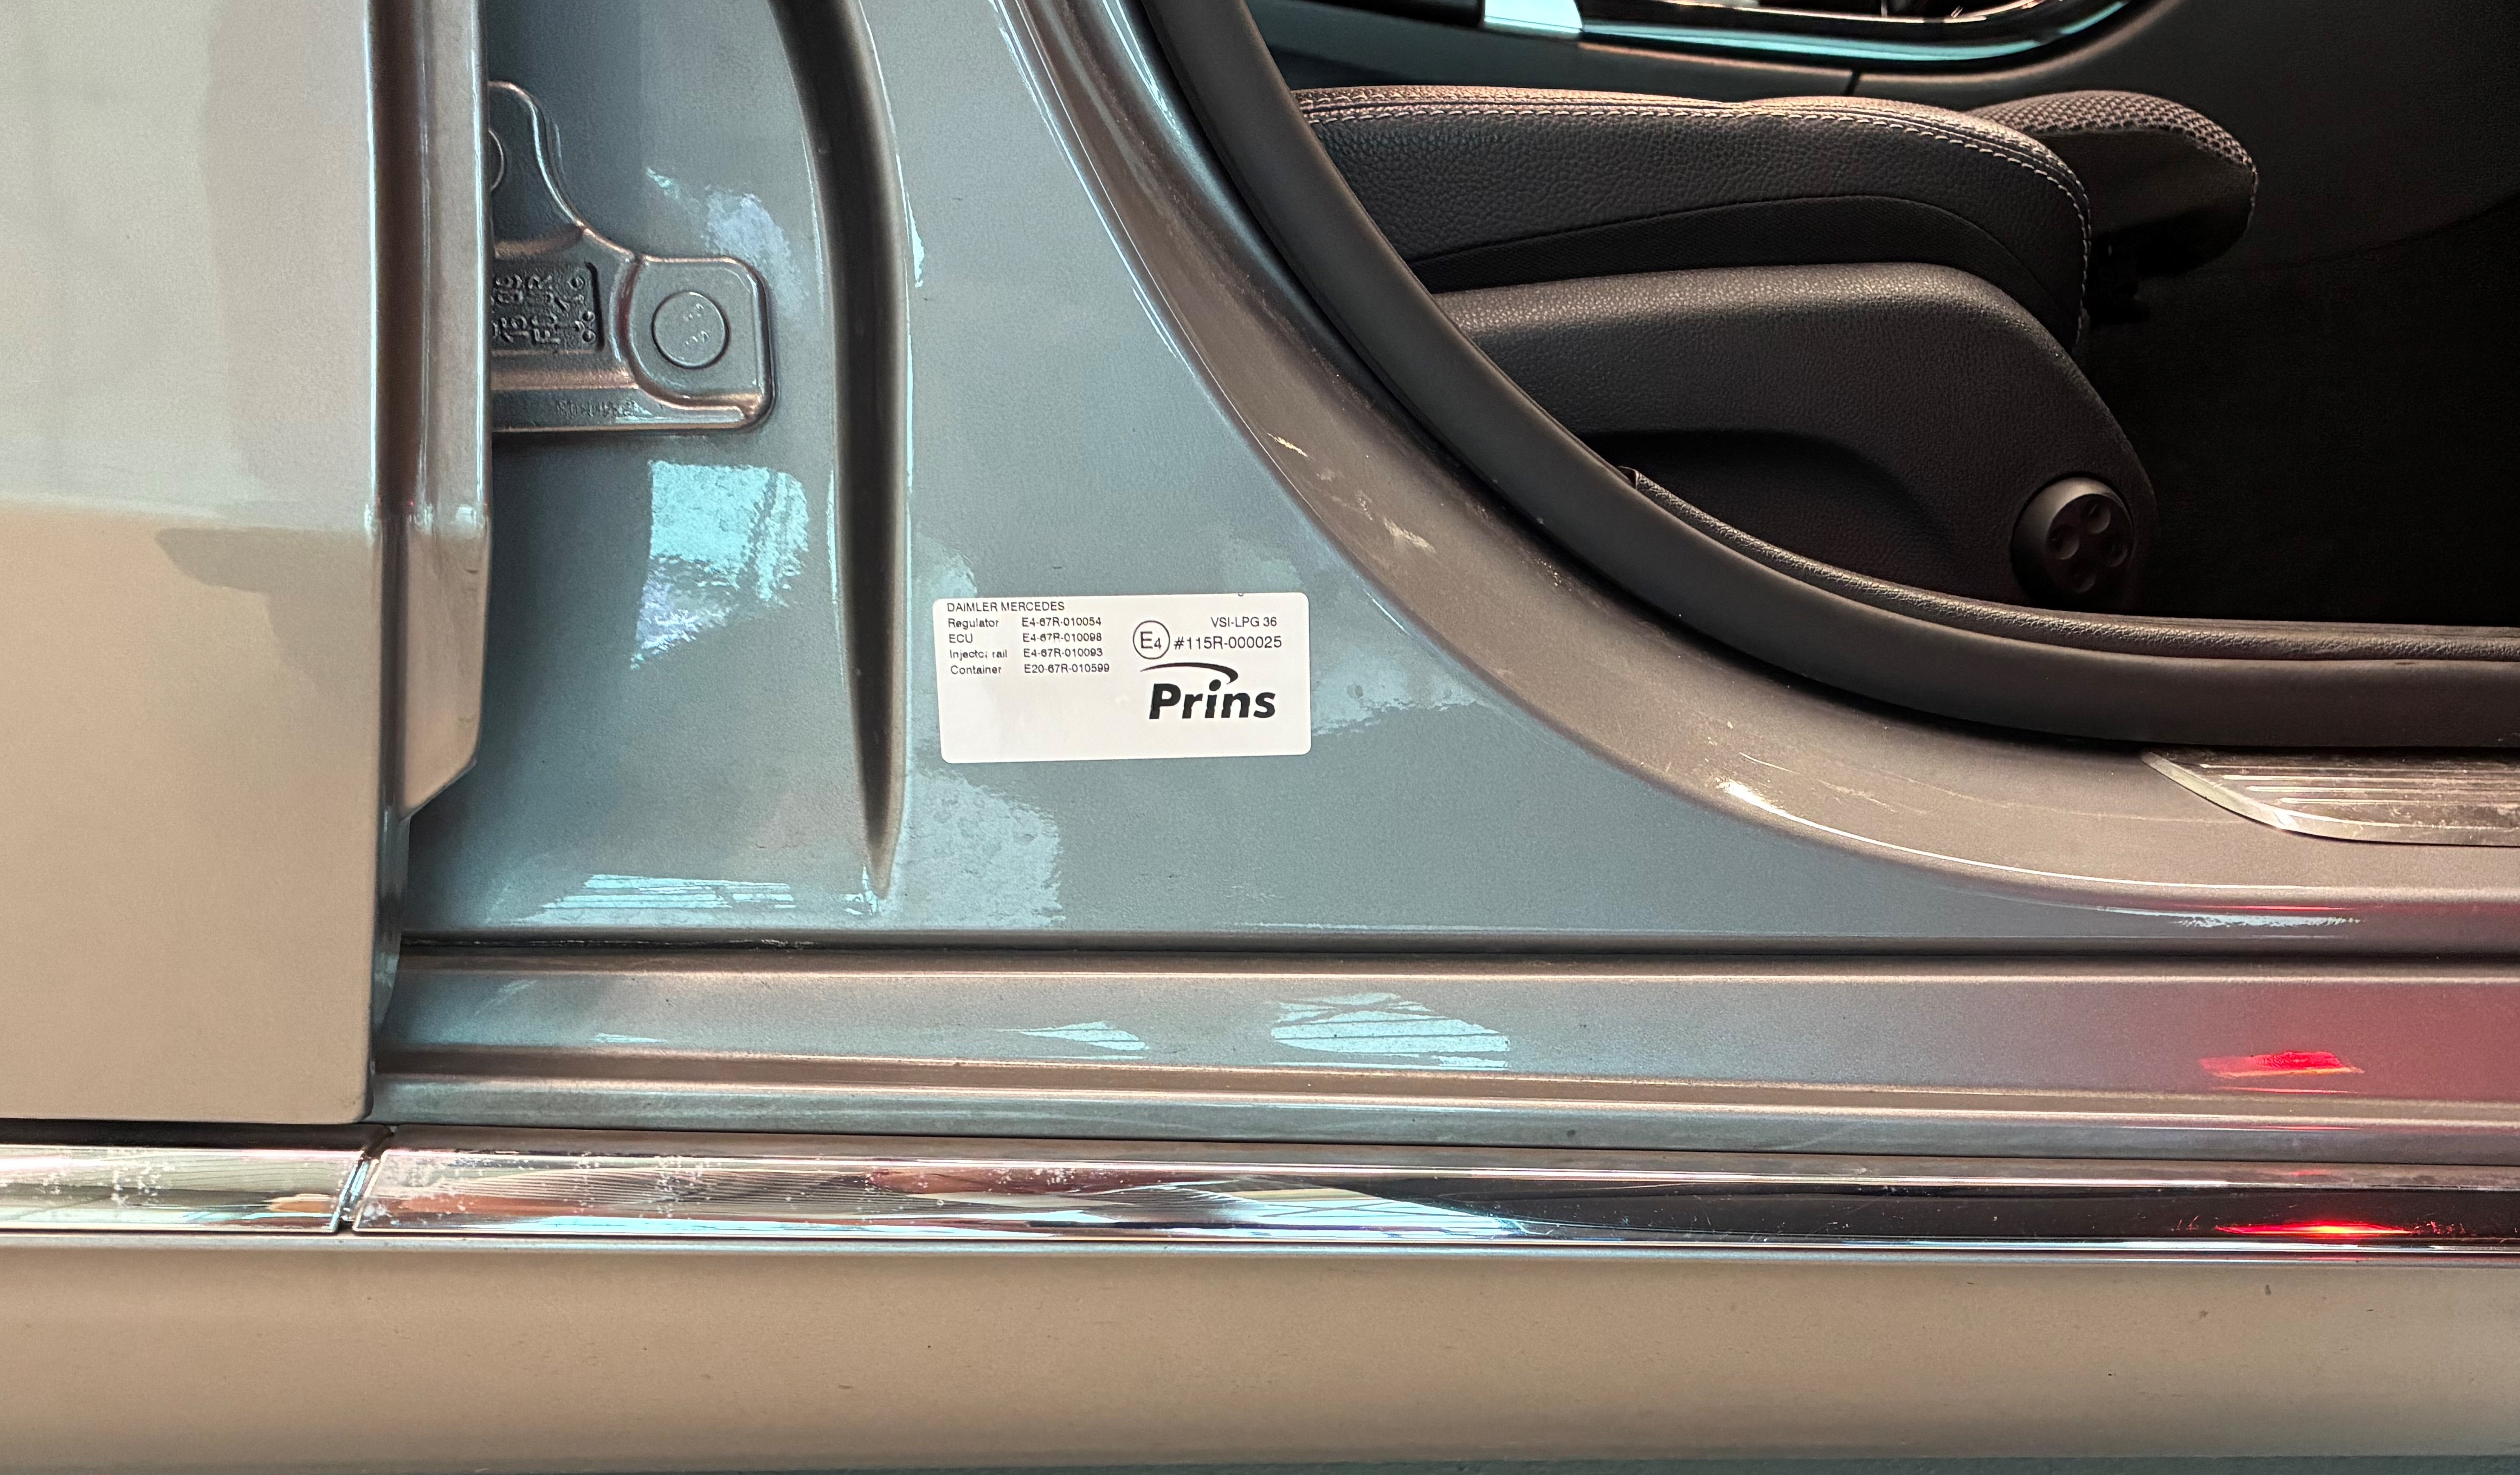 DAIMLER MERCEDES
Regulator E4-67R-010054
ECU E4-67R-010098
Injector rail E4-67R-010093
Container E20-67R-010599
VSI-LPG 36
E4 #115R-000025
Prins